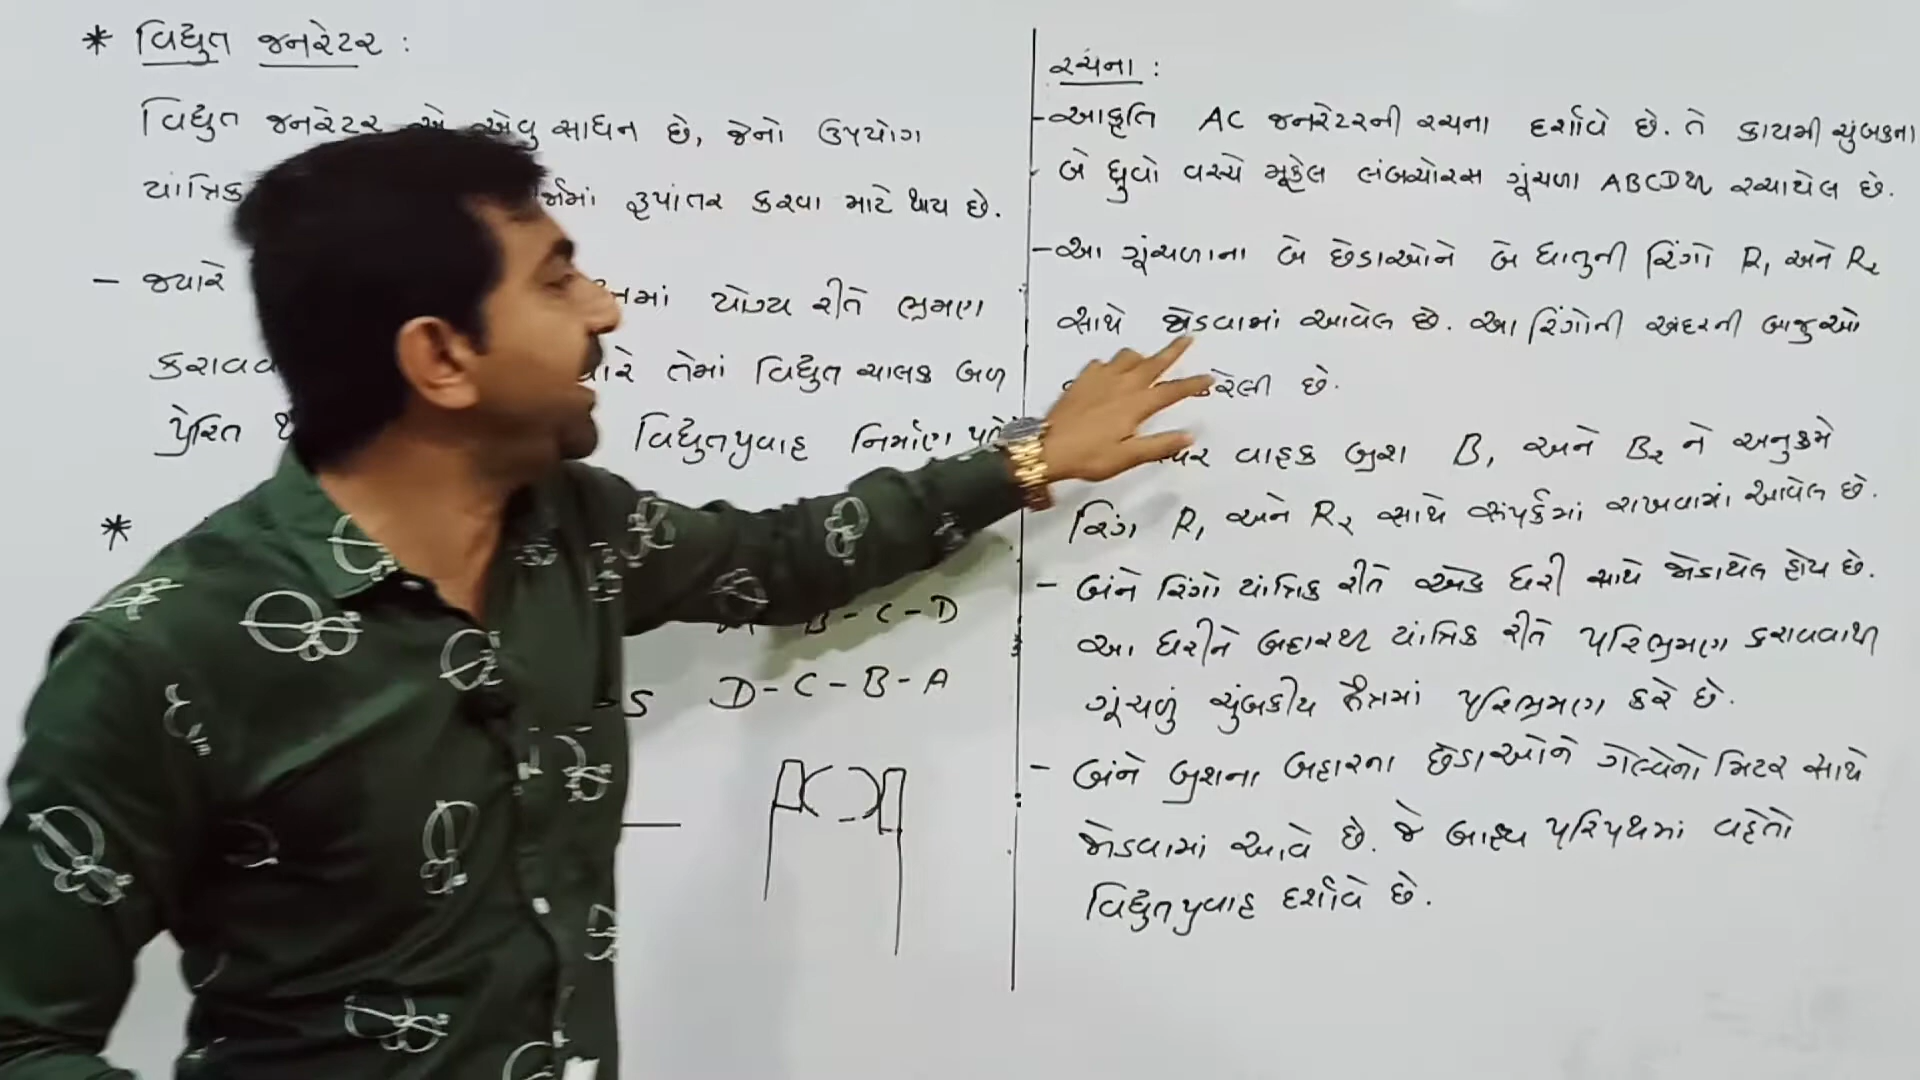 * વિદ્યુત જનરેટર :
વિદ્યુત જનરેટર એ એવુ સાધન છે, જેનો ઉપયોગ
યાંત્રિક ર્જામાં રૂપાંતર કરવા માટે થાય છે.
- જ્યારે યોગ્ય રીતે ભ્રમણ
તેમાં વિદ્યુત ચાલક બળ
પ્રેરિત વિદ્યુતપ્રવાહ નિર્માણ
*
B - C - D
- S D - C - B - A
રચના :
- આકૃતિ AC જનરેટરની રચના દર્શાવે છે. તે કાયમી ચુંબકના
બે ધ્રુવો વચ્ચે મૂકેલ લંબચોરસ ગૂંચળા ABCDથી રચાયેલ છે.
- આ ગૂંચળાના બે છેડાઓને બે ધાતુની રિંગો R₁ અને R₂
સાથે જોડવામાં આવેલ છે. આ રિંગોની અંદરની બાજુઓ
કરેલી છે.
વાહક બ્રશ B₁ અને B₂ ને અનુક્રમે
રિંગ R₁ અને R₂ સાથે સંપર્કમાં રાખવામાં આવેલ છે.
- બંને રિંગો યાંત્રિક રીતે એક ધરી સાથે જોડાયેલ હોય છે.
આ ધરીને બહારથી યાંત્રિક રીતે પરિભ્રમણ કરાવવાથી
ગૂંચળું ચુંબકીય ક્ષેત્રમાં પરિભ્રમણ કરે છે.
- બંને બ્રશના બહારના છેડાઓને ગેલ્વેનો મિટર સાથે
જોડવામાં આવે છે. જે બાહ્ય પરિપથમાં વહેતો
વિદ્યુતપ્રવાહ દર્શાવે છે.